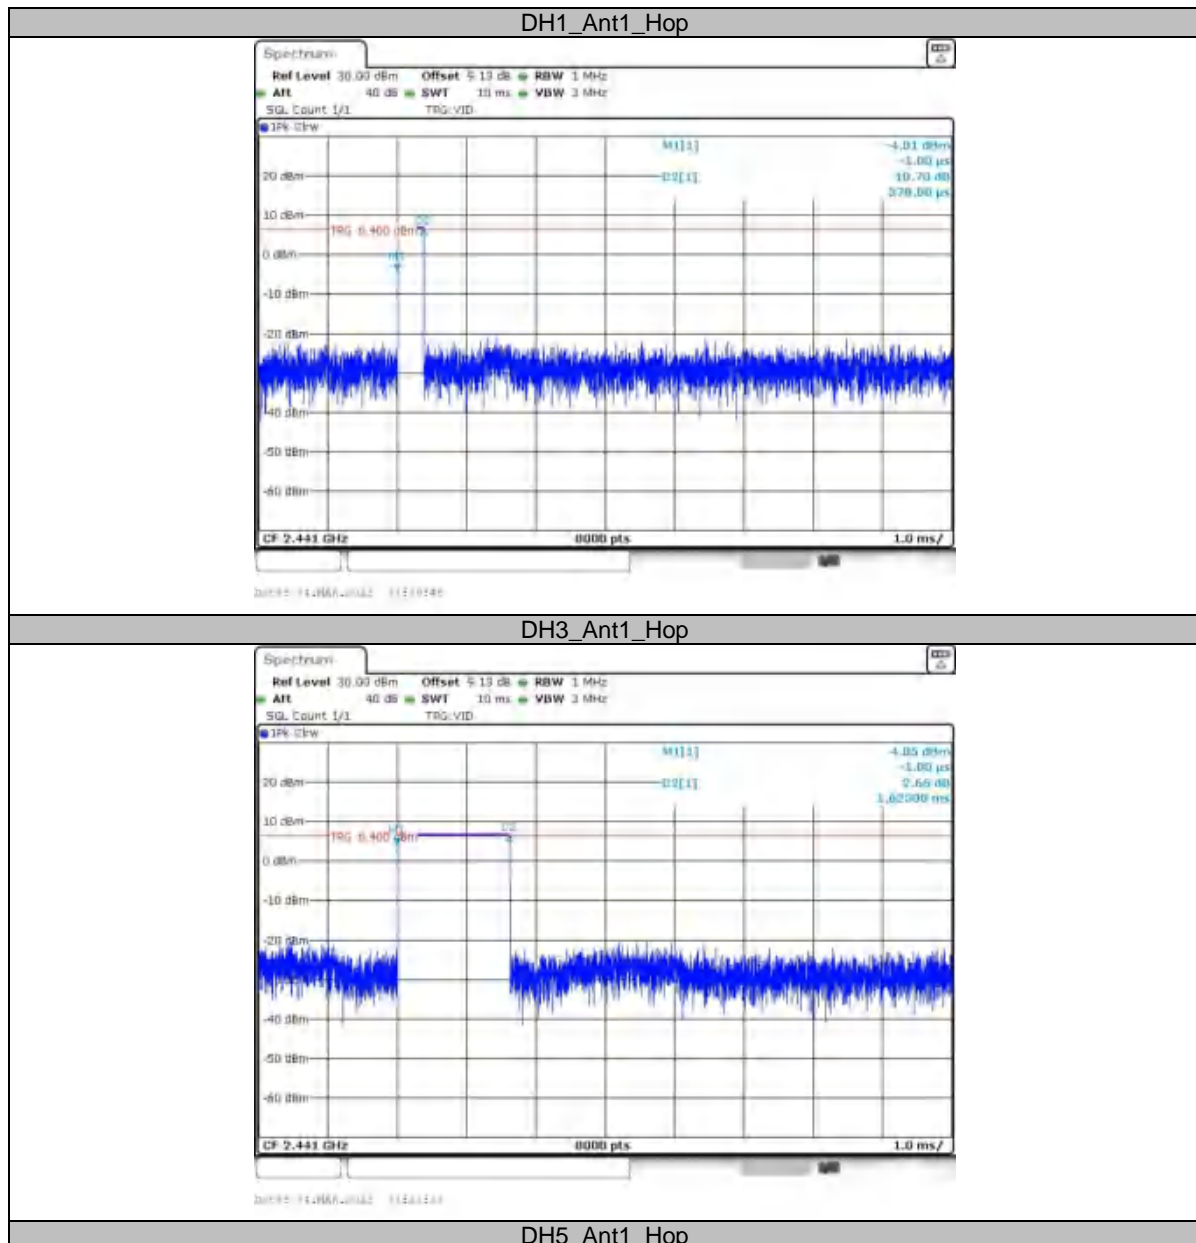 DH1_Ant1_Hop
Spectrum
Ref Level 30.00 dBm Offset 5.13 dB RBW 1 MHz
Att 40 dB SWT 10 ms VBW 3 MHz
SGL Count 1/1 TRG:VID
1Pk Clrw
M1[1] -4.01 dBm
-1.00 µs
20 dBm D2[1] 10.70 dB
378.00 µs
10 dBm
TRG 6.400 dBm
0 dBm
-10 dBm
-20 dBm
-40 dBm
-50 dBm
-60 dBm
CF 2.441 GHz 8000 pts 1.0 ms/
DH3_Ant1_Hop
Spectrum
Ref Level 30.00 dBm Offset 5.13 dB RBW 1 MHz
Att 40 dB SWT 10 ms VBW 3 MHz
SGL Count 1/1 TRG:VID
1Pk Clrw
M1[1] 4.05 dBm
-1.00 µs
20 dBm D2[1] 2.65 dB
ms
10 dBm
TRG 6.400 dBm
0 dBm
-10 dBm
-20 dBm
-40 dBm
-50 dBm
-60 dBm
CF 2.441 GHz 8000 pts 1.0 ms/
DH5_Ant1_Hop